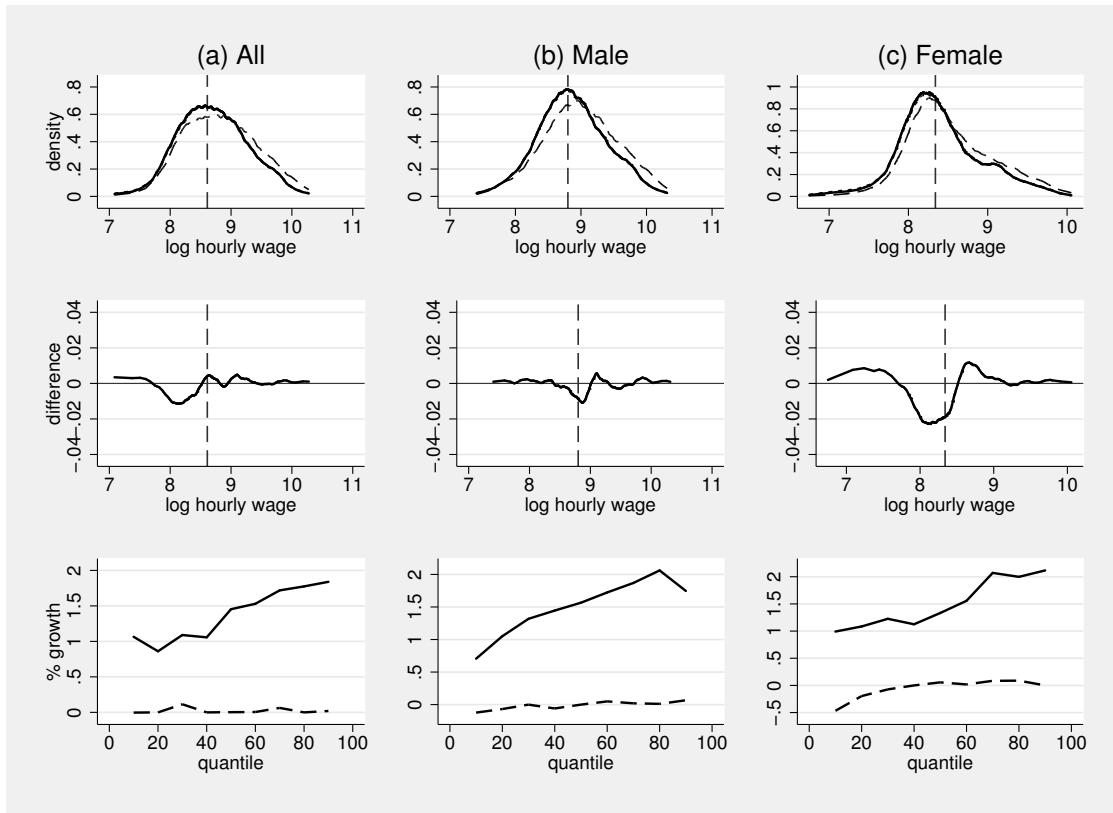 (a) All
density
0 .2 .4 .6 .8
7 8 9 10 11
log hourly wage
(b) Male
0 .2 .4 .6 .8
7 8 9 10 11
log hourly wage
(c) Female
0 .2 .4 .6 .8 1
7 8 9 10
log hourly wage
difference
-.04 -.02 0 .02 .04
7 8 9 10 11
log hourly wage
-.04 -.02 0 .02 .04
7 8 9 10 11
log hourly wage
-.04 -.02 0 .02 .04
7 8 9 10
log hourly wage
% growth
0 .5 1 1.5 2
0 20 40 60 80 100
quantile
0 .5 1 1.5 2
0 20 40 60 80 100
quantile
-.5 0 .5 1 1.5 2
0 20 40 60 80 100
quantile